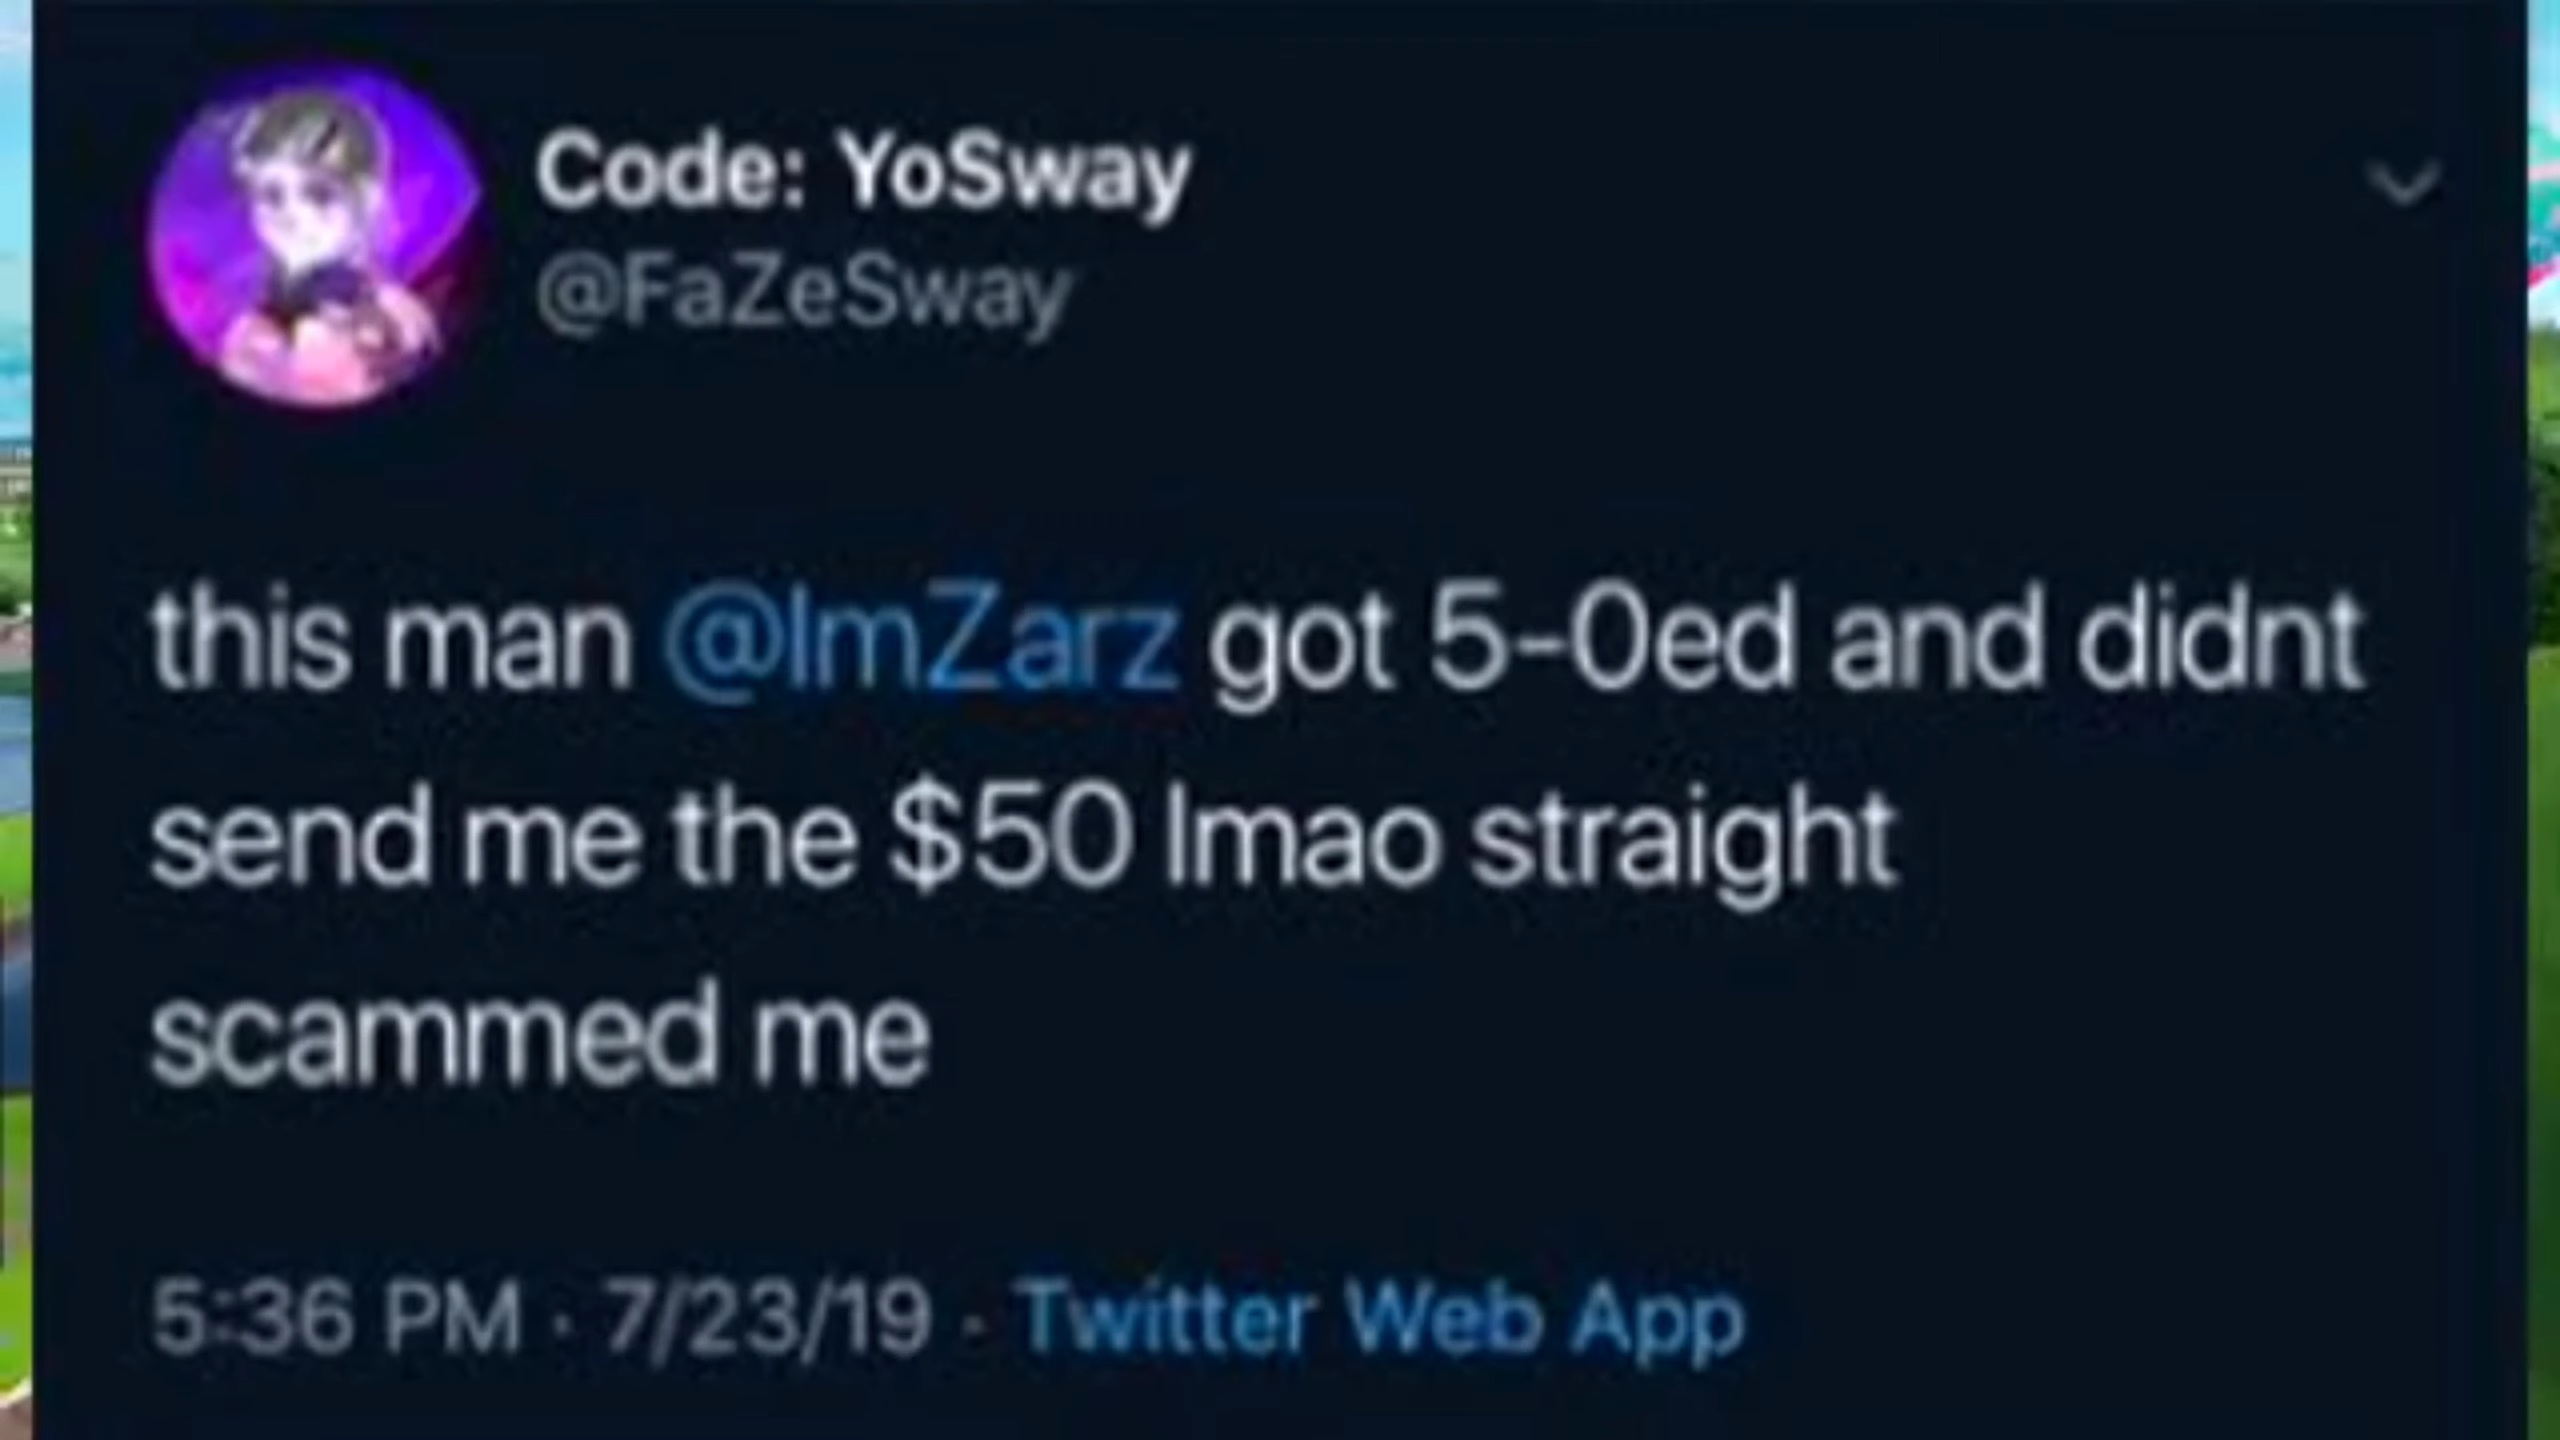 Code: YoSway
@FaZeSway
this man @ImZarz got 5-0ed and didnt
send me the $50 lmao straight
scammed me
5:36 PM · 7/23/19 · Twitter Web App